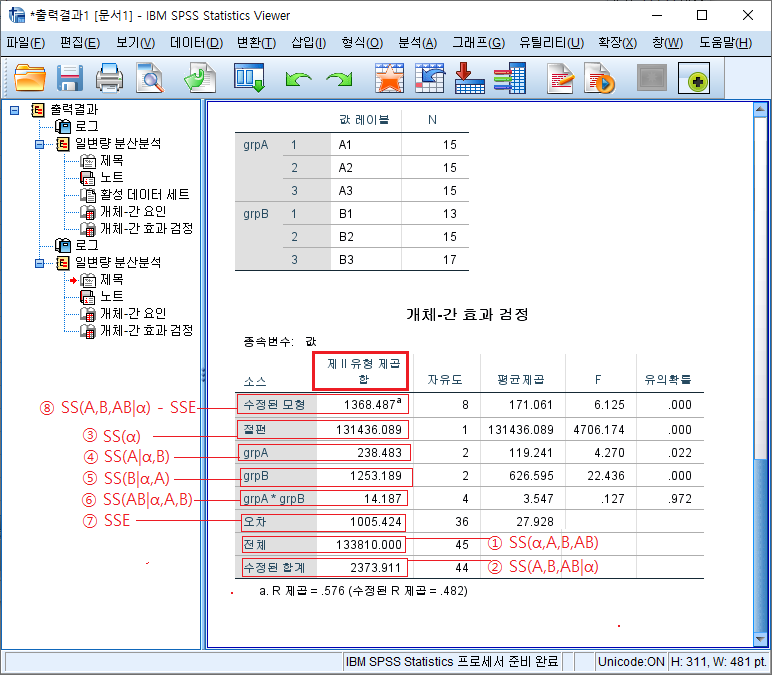 *출력결과1 [문서1] - IBM SPSS Statistics Viewer
파일(F) 편집(E) 보기(V) 데이터(D) 변환(T) 삽입(I) 형식(O) 분석(A) 그래프(G) 유틸리티(U) 확장(X) 창(W) 도움말(H)
출력결과
로그
일변량 분산분석
제목
노트
활성 데이터 세트
개체-간 요인
개체-간 효과 검정
로그
일변량 분산분석
제목
노트
개체-간 요인
개체-간 효과 검정
값 레이블 N
grpA 1 A1 15
2 A2 15
3 A3 15
grpB 1 B1 13
2 B2 15
3 B3 17
개체-간 효과 검정
종속변수: 값
소스 제 II 유형 제곱합 자유도 평균제곱 F 유의확률
⑧ SS(A,B,AB|α) - SSE 수정된 모형 1368.487a 8 171.061 6.125 .000
③ SS(α) 절편 131436.089 1 131436.089 4706.174 .000
④ SS(A|α,B) grpA 238.483 2 119.241 4.270 .022
⑤ SS(B|α,A) grpB 1253.189 2 626.595 22.436 .000
⑥ SS(AB|α,A,B) grpA * grpB 14.187 4 3.547 .127 .972
⑦ SSE 오차 1005.424 36 27.928
전체 133810.000 45 ① SS(α,A,B,AB)
수정된 합계 2373.911 44 ② SS(A,B,AB|α)
a. R 제곱 = .576 (수정된 R 제곱 = .482)
IBM SPSS Statistics 프로세서 준비 완료 Unicode:ON H: 311, W: 481 pt.